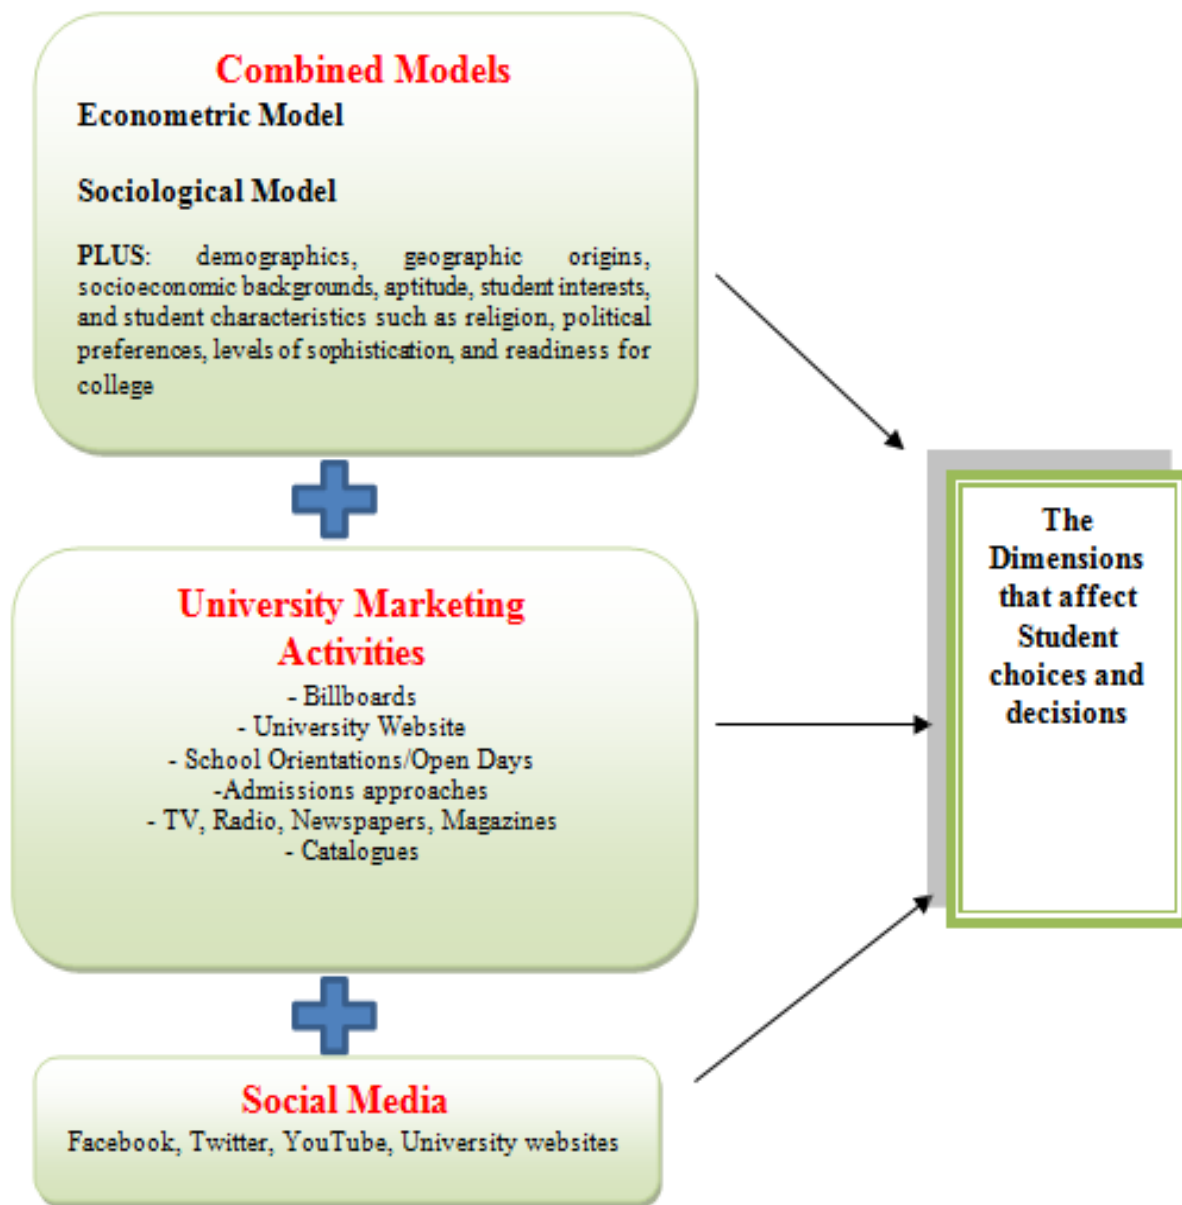 Combined Models
Econometric Model
Sociological Model
PLUS: demographics, geographic origins,
socioeconomic backgrounds, aptitude, student interests,
and student characteristics such as religion, political
preferences, levels of sophistication, and readiness for
college
University Marketing
Activities
- Billboards
- University Website
- School Orientations/Open Days
-Admissions approaches
- TV, Radio, Newspapers, Magazines
- Catalogues
Social Media
Facebook, Twitter, YouTube, University websites
The
Dimensions
that affect
Student
choices and
decisions